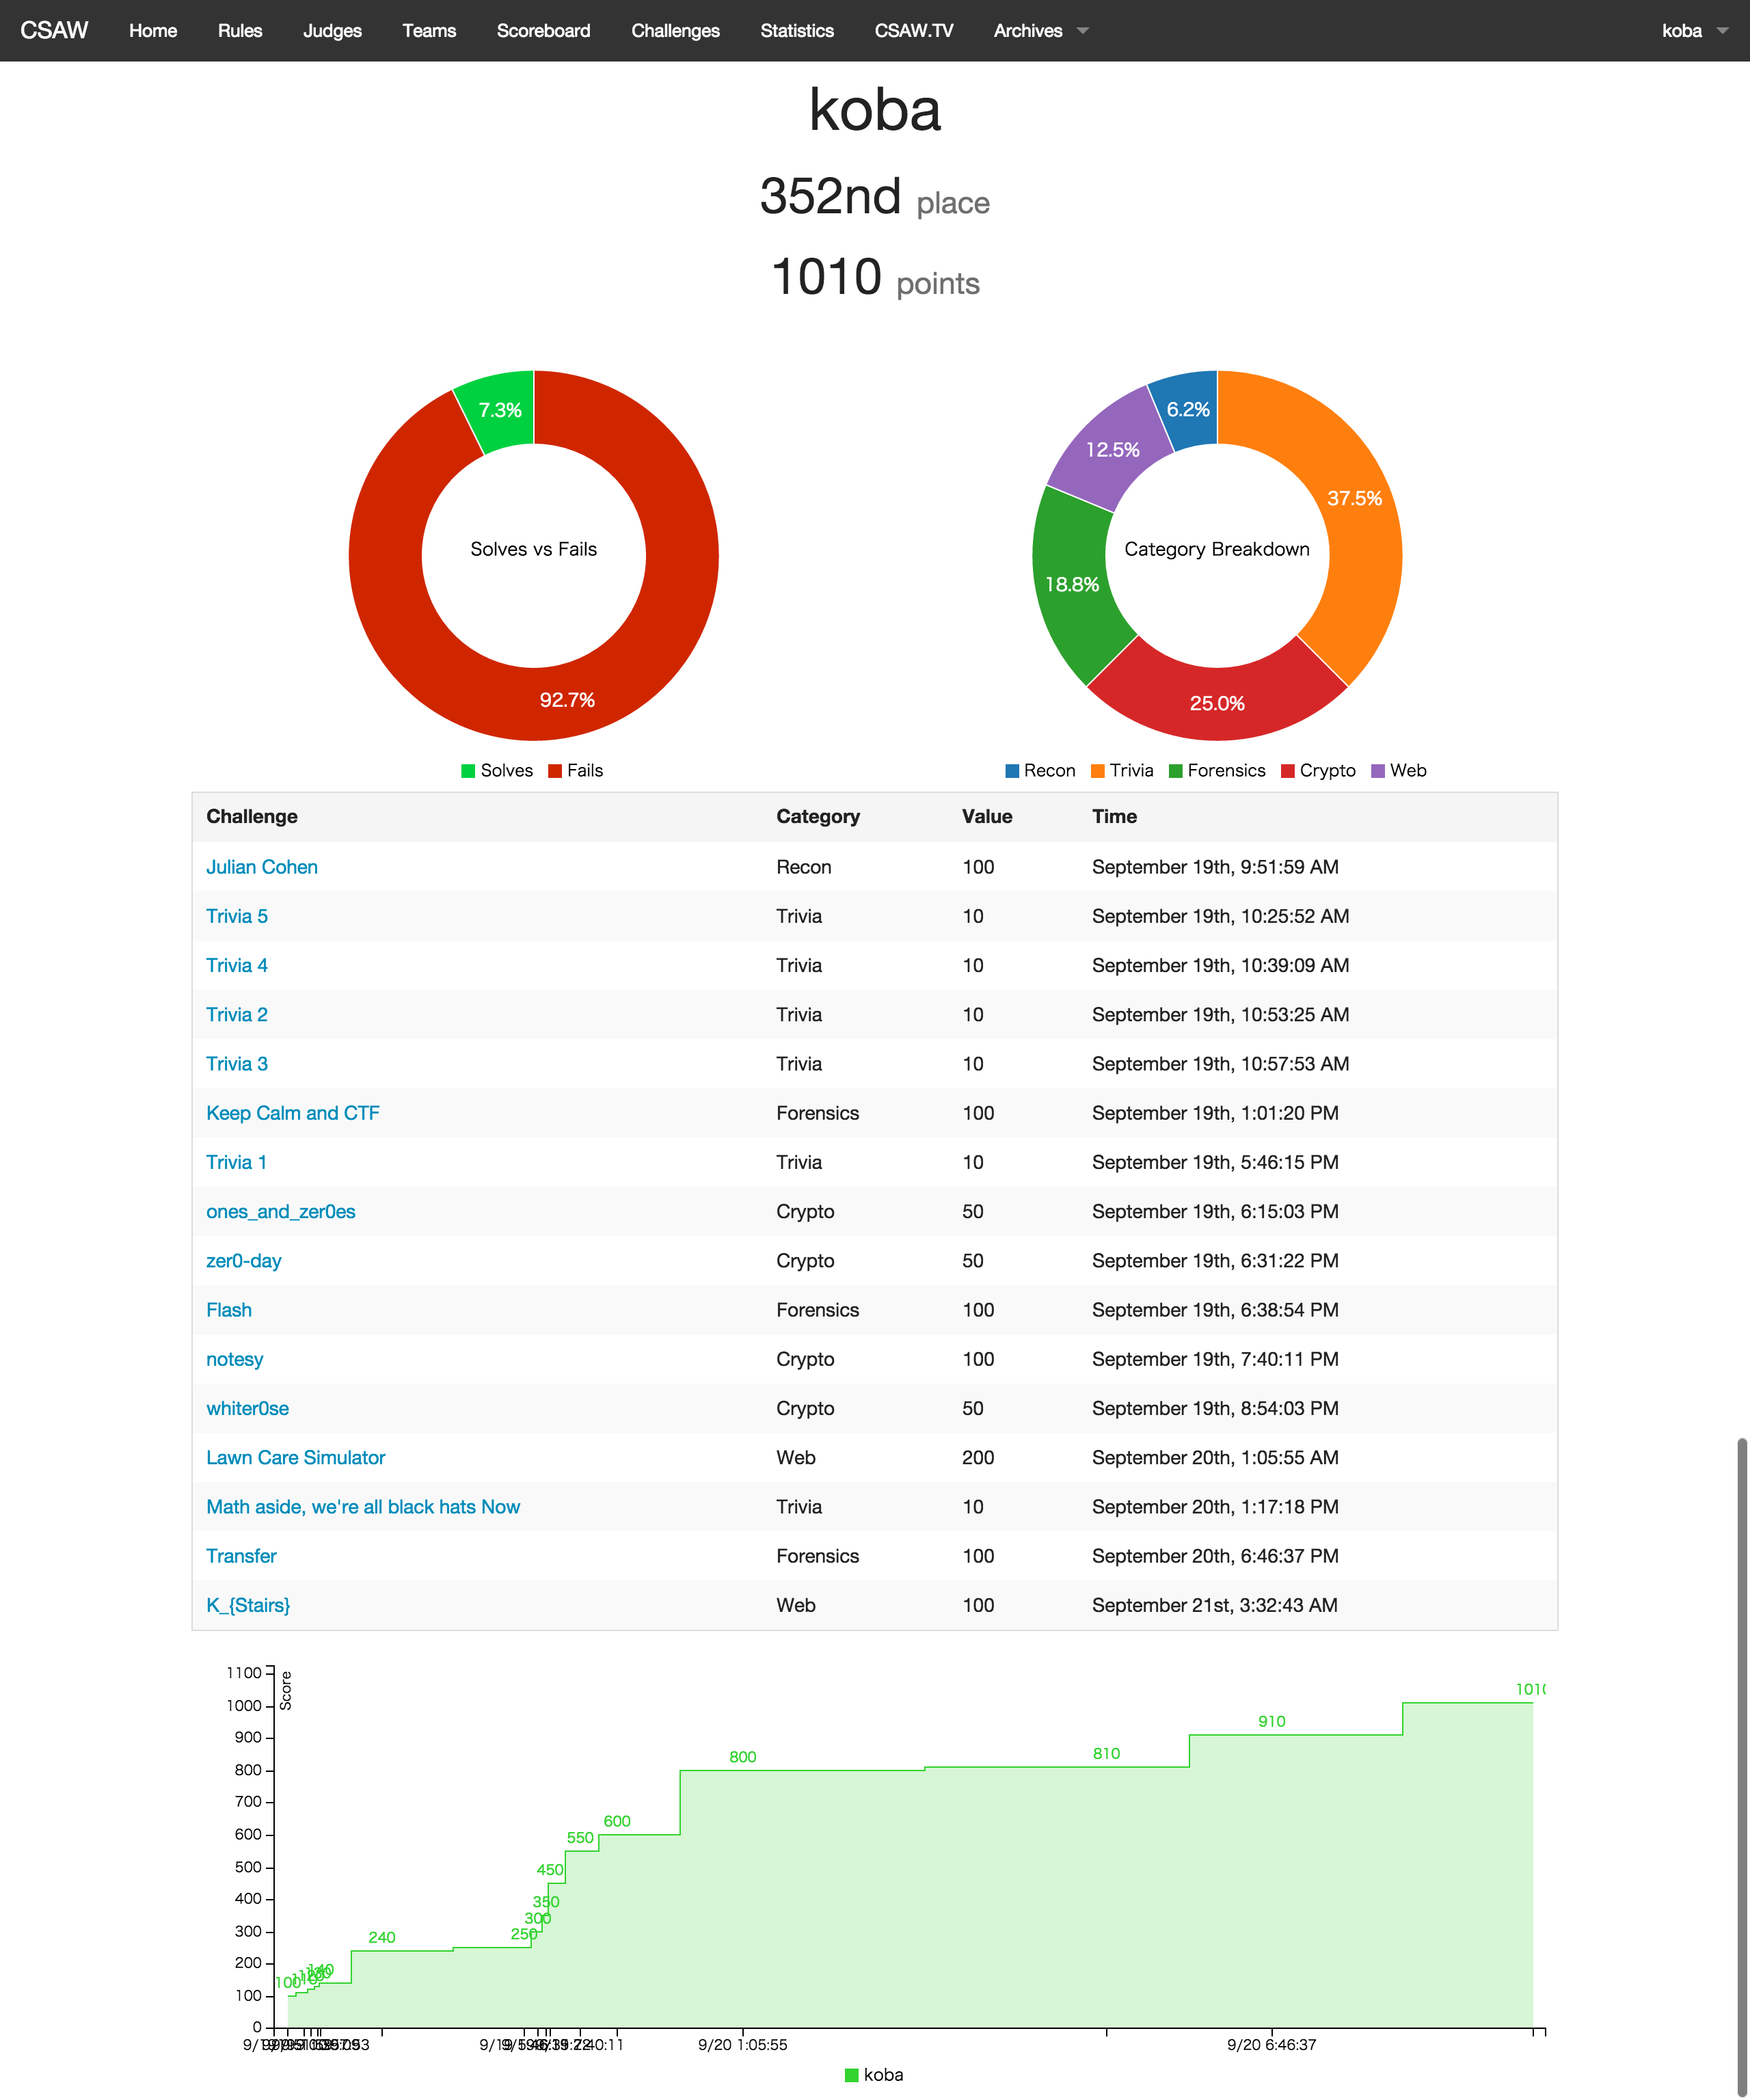 CSAW Home Rules Judges Teams Scoreboard Challenges Statistics CSAW.TV Archives koba
koba
352nd place
1010 points
7.3%
92.7%
Solves vs Fails
Solves Fails
6.2%
12.5%
37.5%
18.8%
25.0%
Category Breakdown
Recon Trivia Forensics Crypto Web
Challenge Category Value Time
Julian Cohen Recon 100 September 19th, 9:51:59 AM
Trivia 5 Trivia 10 September 19th, 10:25:52 AM
Trivia 4 Trivia 10 September 19th, 10:39:09 AM
Trivia 2 Trivia 10 September 19th, 10:53:25 AM
Trivia 3 Trivia 10 September 19th, 10:57:53 AM
Keep Calm and CTF Forensics 100 September 19th, 1:01:20 PM
Trivia 1 Trivia 10 September 19th, 5:46:15 PM
ones_and_zer0es Crypto 50 September 19th, 6:15:03 PM
zer0-day Crypto 50 September 19th, 6:31:22 PM
Flash Forensics 100 September 19th, 6:38:54 PM
notesy Crypto 100 September 19th, 7:40:11 PM
whiter0se Crypto 50 September 19th, 8:54:03 PM
Lawn Care Simulator Web 200 September 20th, 1:05:55 AM
Math aside, we're all black hats Now Trivia 10 September 20th, 1:17:18 PM
Transfer Forensics 100 September 20th, 6:46:37 PM
K_{Stairs} Web 100 September 21st, 3:32:43 AM
Score
1100
1000
900
800
700
600
500
400
300
200
100
0
1010
910
810
800
600
550
450
350
300
250
240
140
100
9/20 1:05:55
9/20 6:46:37
koba